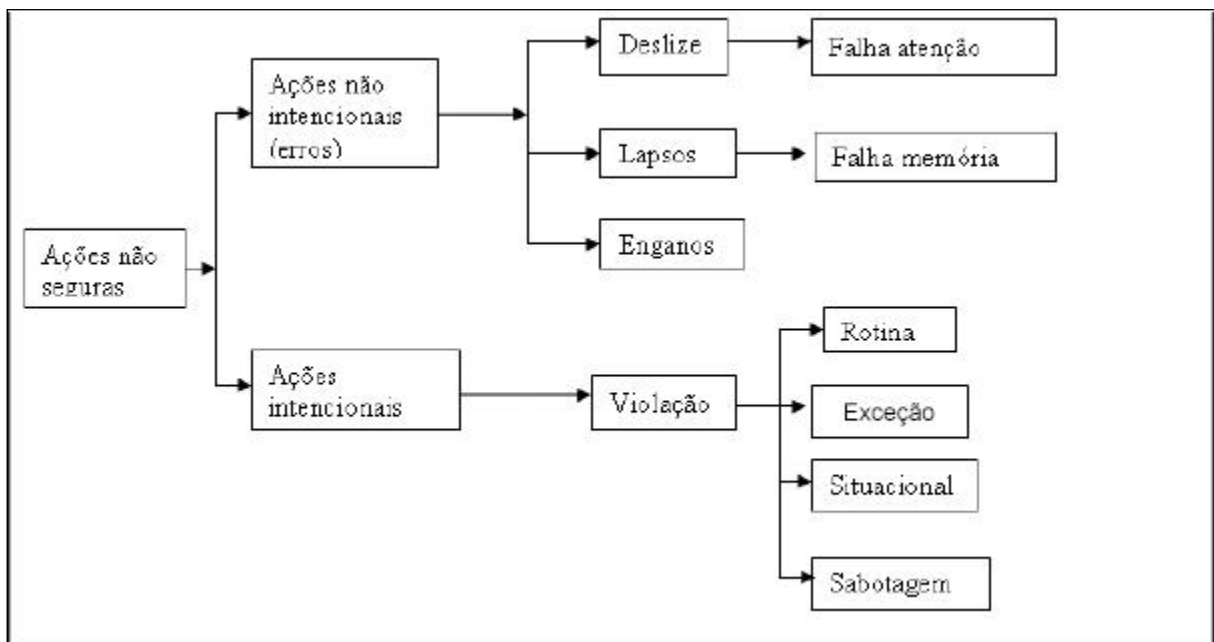 Deslize
Falha atenção
Ações não
intencionais
(erros)
Lapsos
Falha memória
Enganos
Ações não
seguras
Rotina
Ações
intencionais
Violação
Exceção
Situacional
Sabotagem